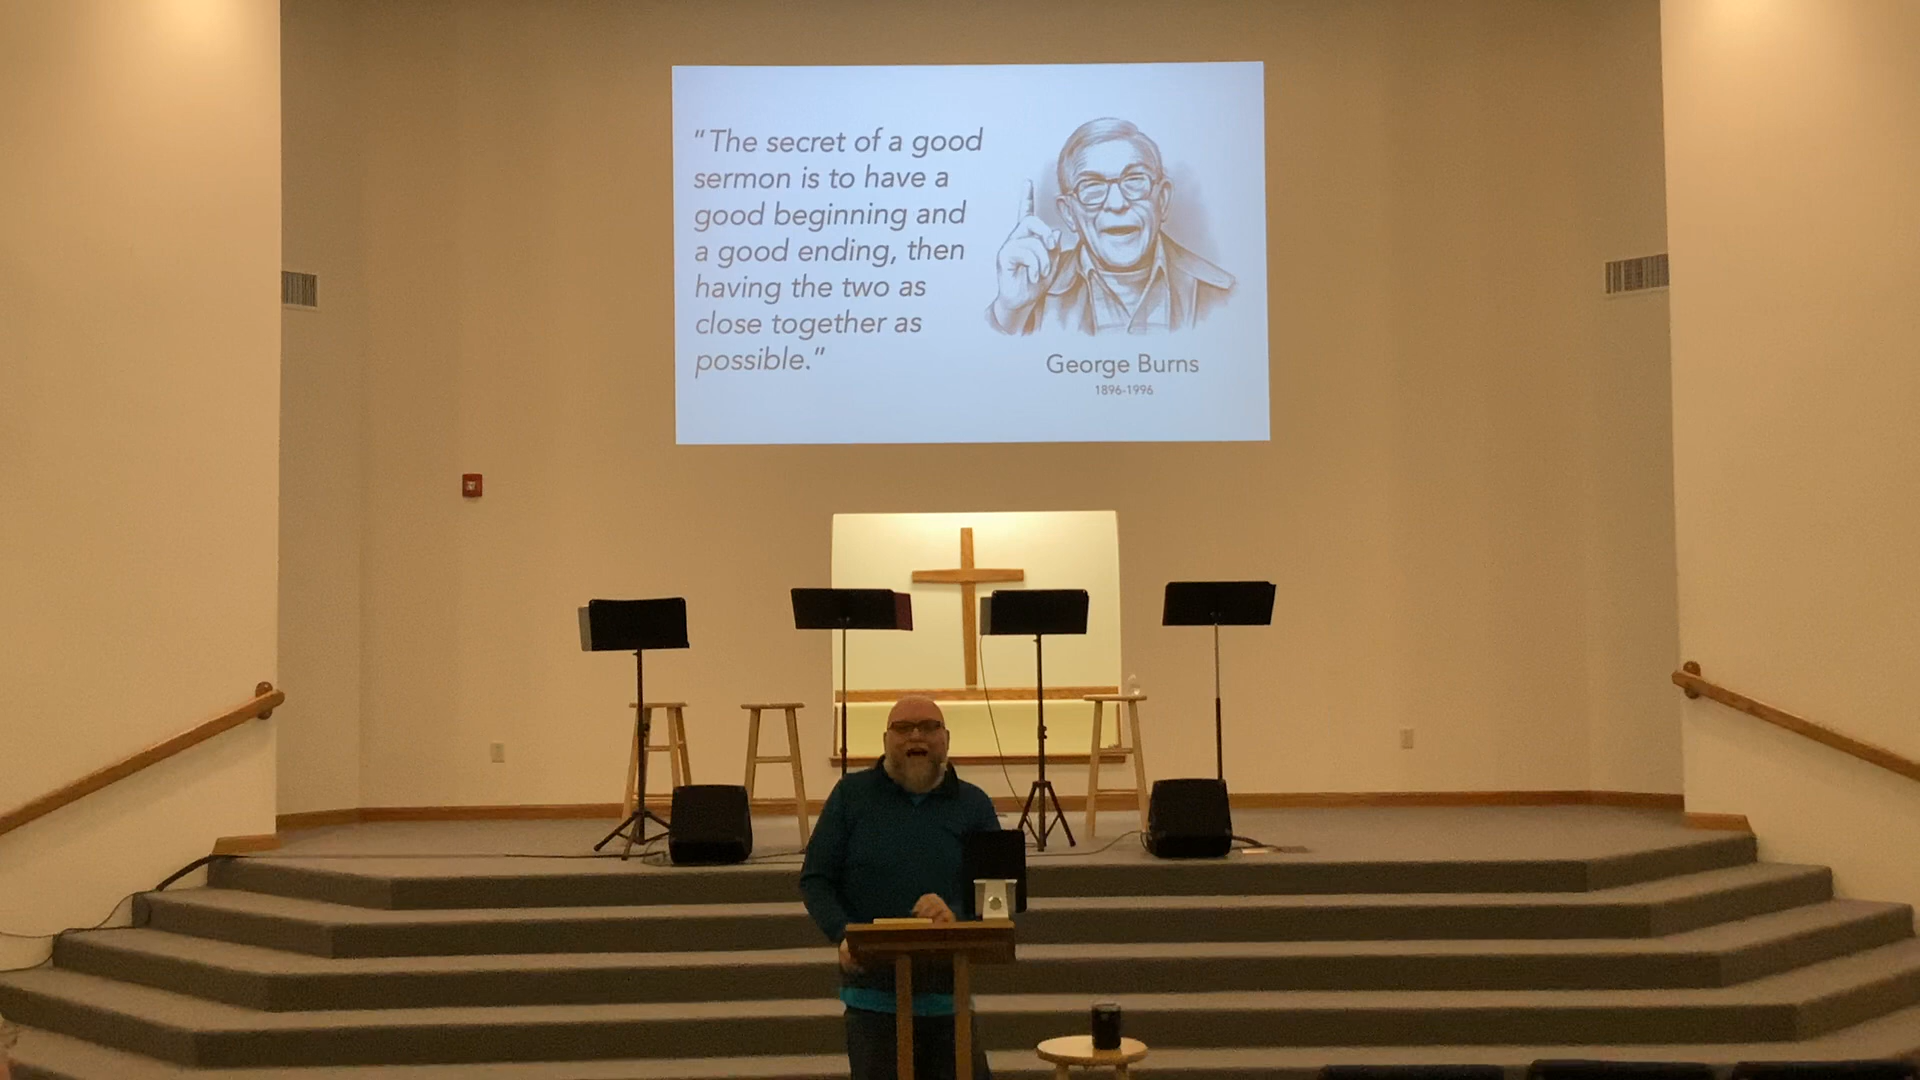 "The secret of a good
sermon is to have a
good beginning and
a good ending, then
having the two as
close together as
possible."
George Burns
1896-1996